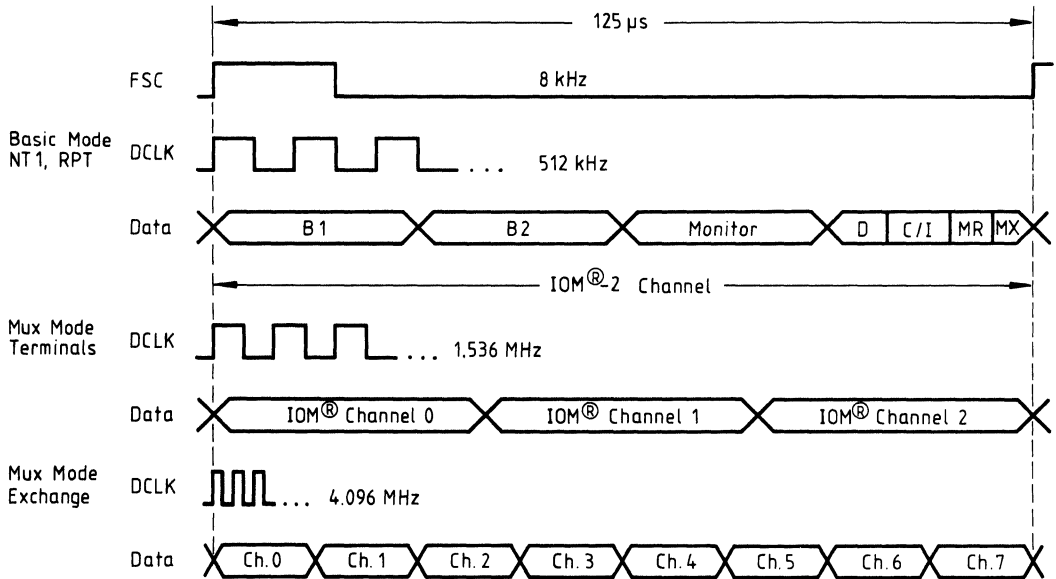 125 µs
FSC 8 kHz
Basic Mode
NT1, RPT DCLK ... 512 kHz
Data B1 B2 Monitor D C/I MR MX
IOM®-2 Channel
Mux Mode
Terminals DCLK ... 1.536 MHz
Data IOM® Channel 0 IOM® Channel 1 IOM® Channel 2
Mux Mode
Exchange DCLK .... 4.096 MHz
Data Ch.0 Ch.1 Ch.2 Ch.3 Ch.4 Ch.5 Ch.6 Ch.7